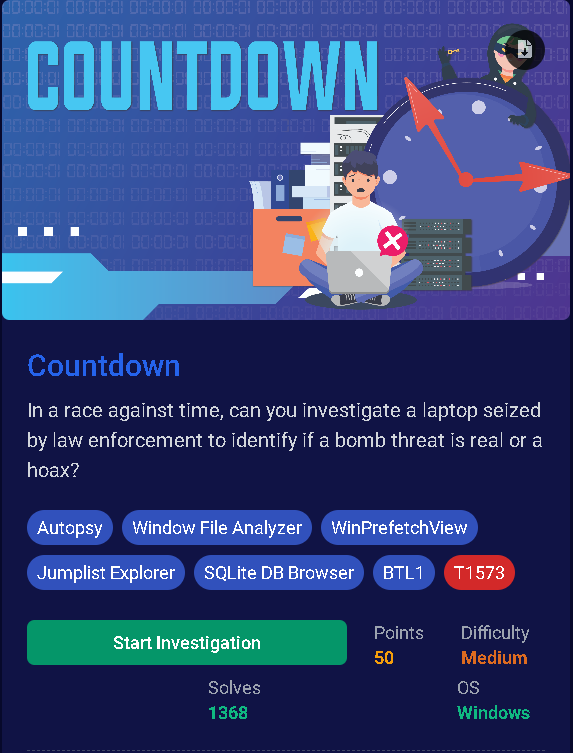 COUNTDOWN
Countdown
In a race against time, can you investigate a laptop seized
by law enforcement to identify if a bomb threat is real or a
hoax?
Autopsy
Window File Analyzer
WinPrefetchView
Jumplist Explorer
SQLite DB Browser
BTL1
T1573
Start Investigation
Points
Difficulty
50
Medium
Solves
OS
1368
Windows